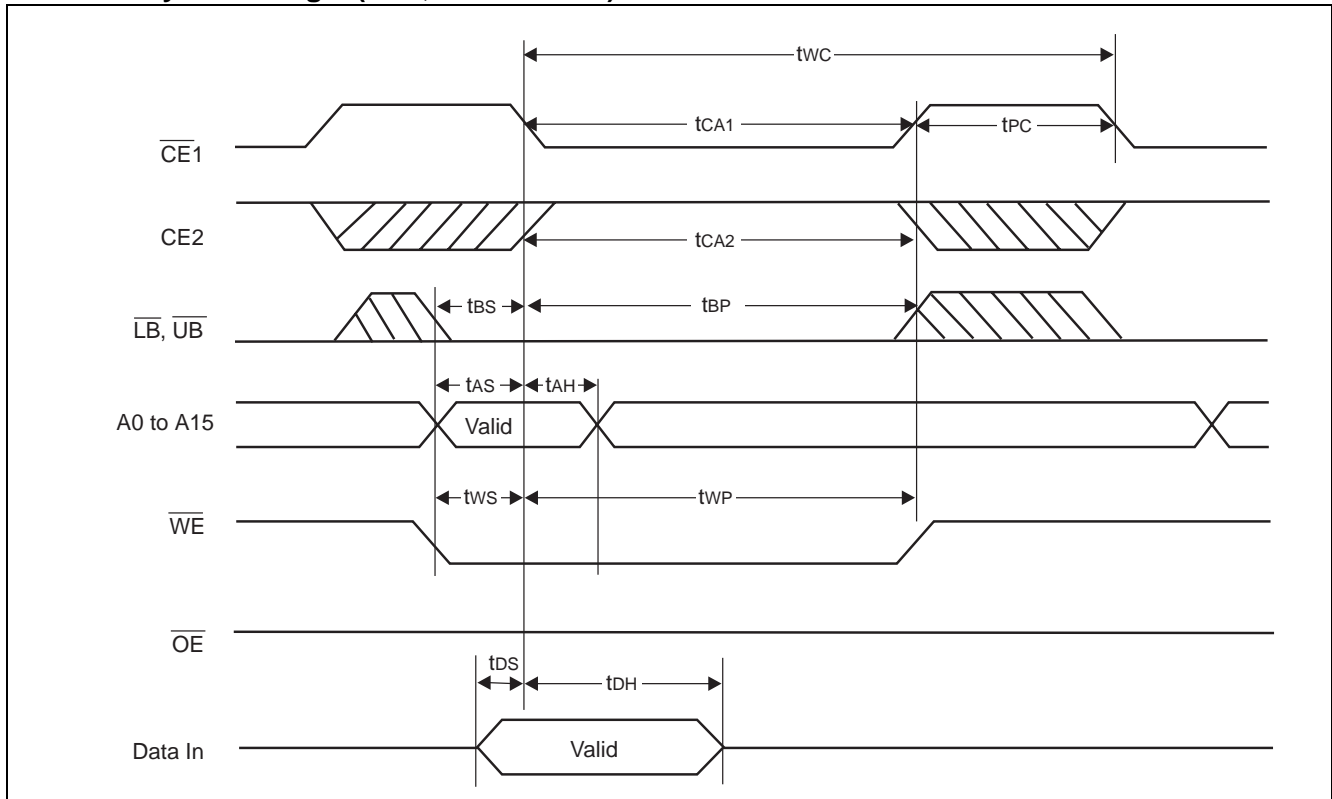 tWC
tCA1
tPC
CE1
CE2
tCA2
tBS
tBP
LB, UB
tAS
tAH
A0 to A15
Valid
tWS
tWP
WE
OE
tDS
tDH
Data In
Valid